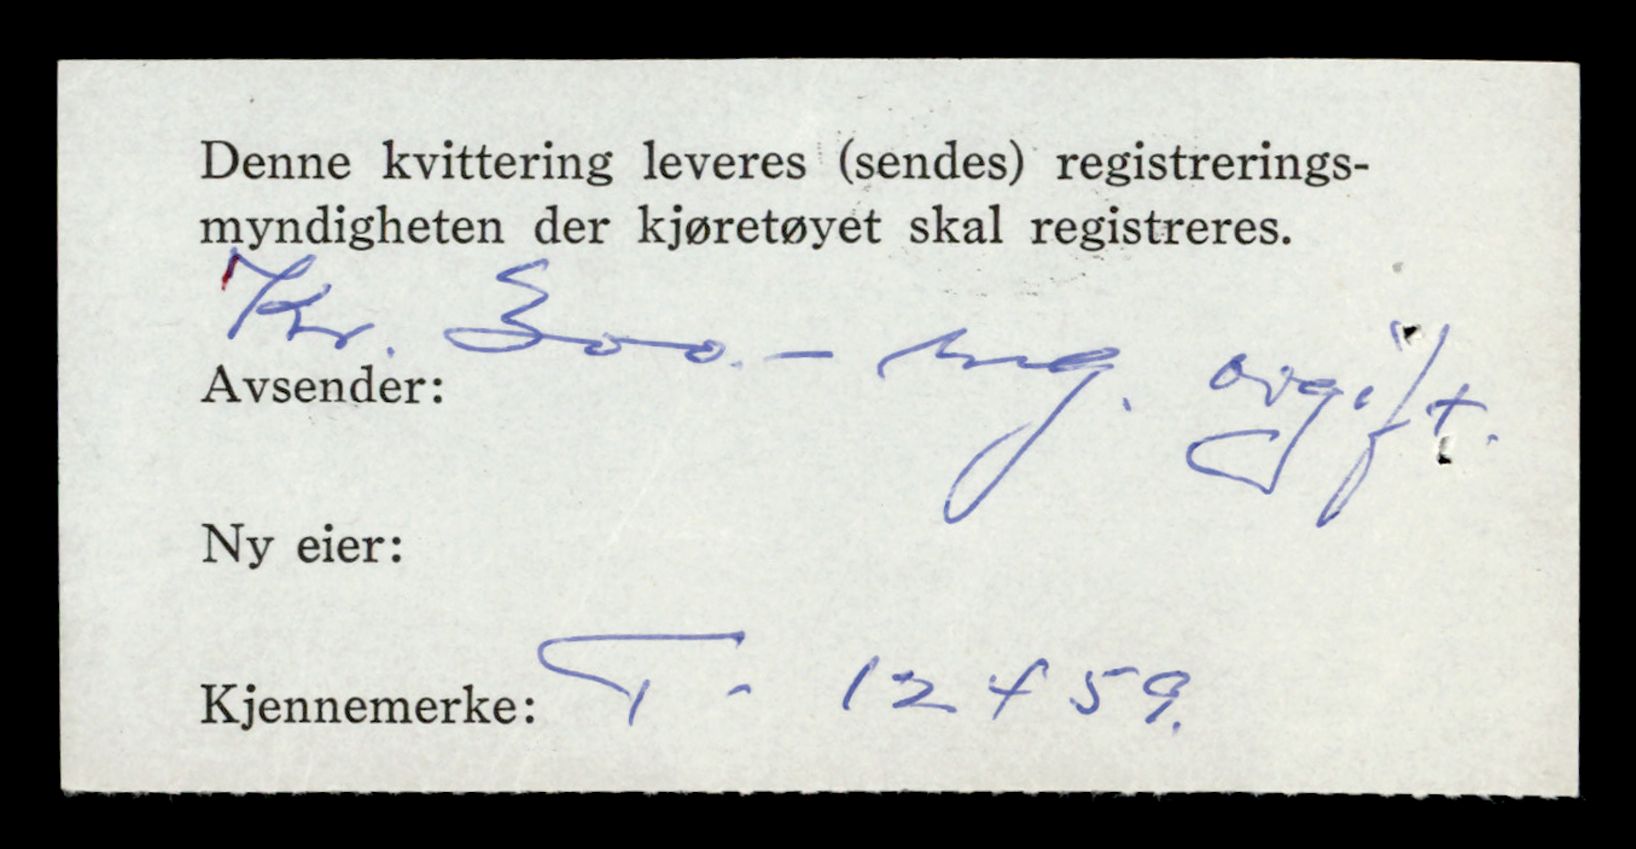 Denne kvittering leveres (sendes) registrerings-
myndigheten der kjøretøyet skal registreres.
Kr. 300.- reg. avgift.
Avsender:
Ny eier:
Kjennemerke: T- 12459.